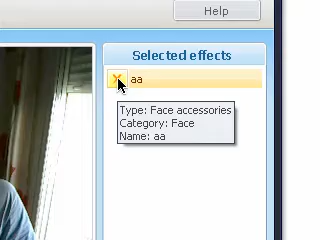 Help
Selected effects
aa
Type: Face accessories
Category: Face
Name: aa